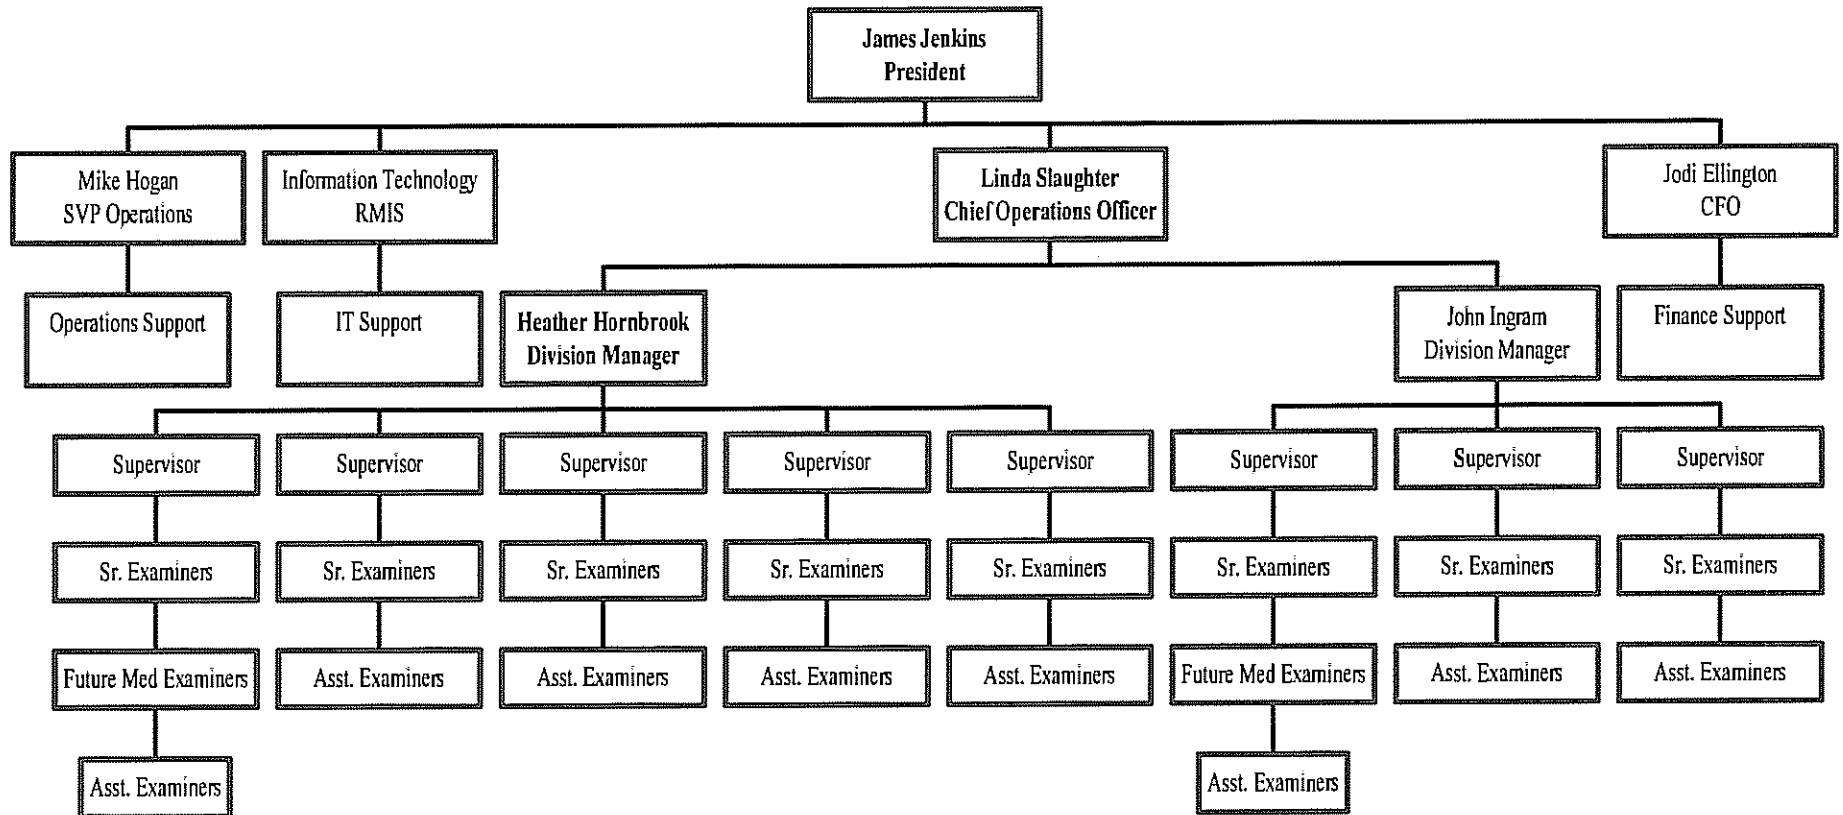 James Jenkins
President
Mike Hogan
SVP Operations
Information Technology
RMIS
Linda Slaughter
Chief Operations Officer
Jodi Ellington
CFO
Operations Support
IT Support
Heather Hornbrook
Division Manager
John Ingram
Division Manager
Finance Support
Supervisor
Supervisor
Supervisor
Supervisor
Supervisor
Supervisor
Supervisor
Supervisor
Sr. Examiners
Sr. Examiners
Sr. Examiners
Sr. Examiners
Sr. Examiners
Sr. Examiners
Sr. Examiners
Sr. Examiners
Future Med Examiners
Asst. Examiners
Asst. Examiners
Asst. Examiners
Asst. Examiners
Future Med Examiners
Asst. Examiners
Asst. Examiners
Asst. Examiners
Asst. Examiners